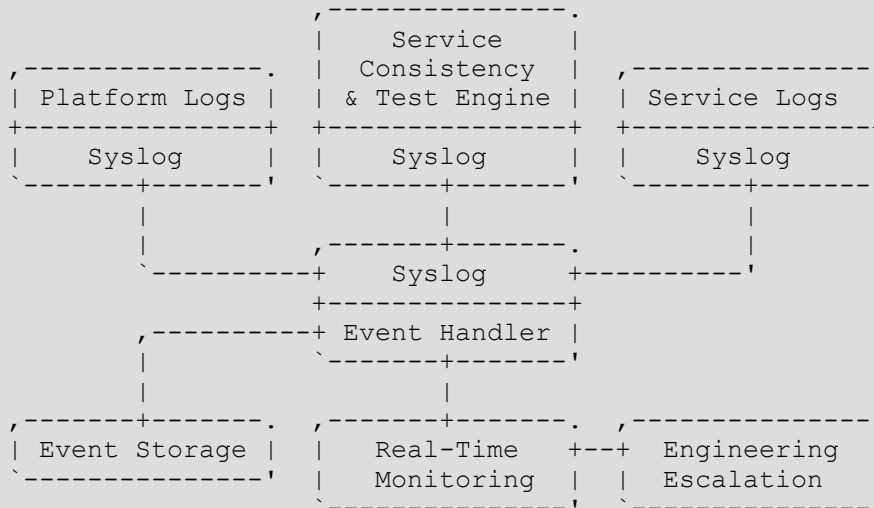 Service
Consistency
Platform Logs & Test Engine Service Logs
Syslog Syslog Syslog
Syslog
Event Handler
Event Storage Real-Time Engineering
Monitoring Escalation